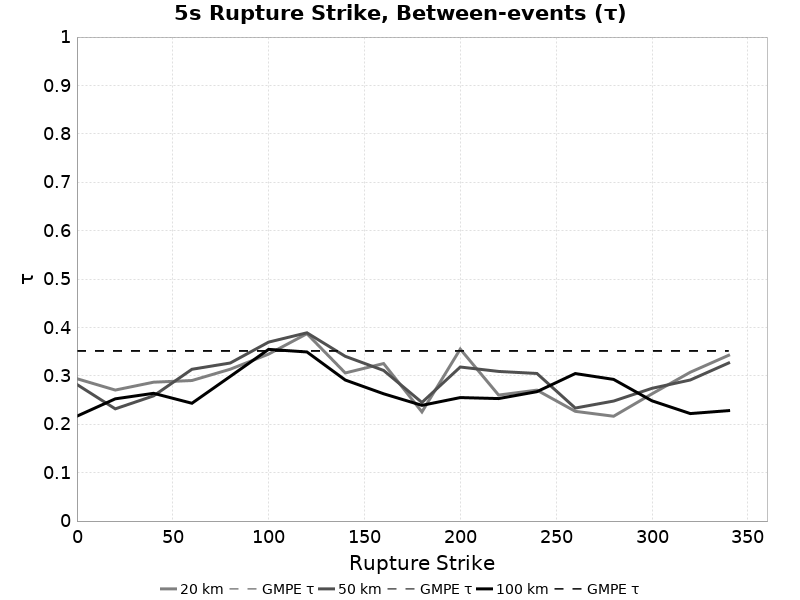 5s Rupture Strike, Between-events (τ)
1
0.9
0.8
0.7
0.6
0.5
0.4
0.3
0.2
0.1
0
τ
0 50 100 150 200 250 300 350
Rupture Strike
20 km GMPE τ 50 km GMPE τ 100 km GMPE τ